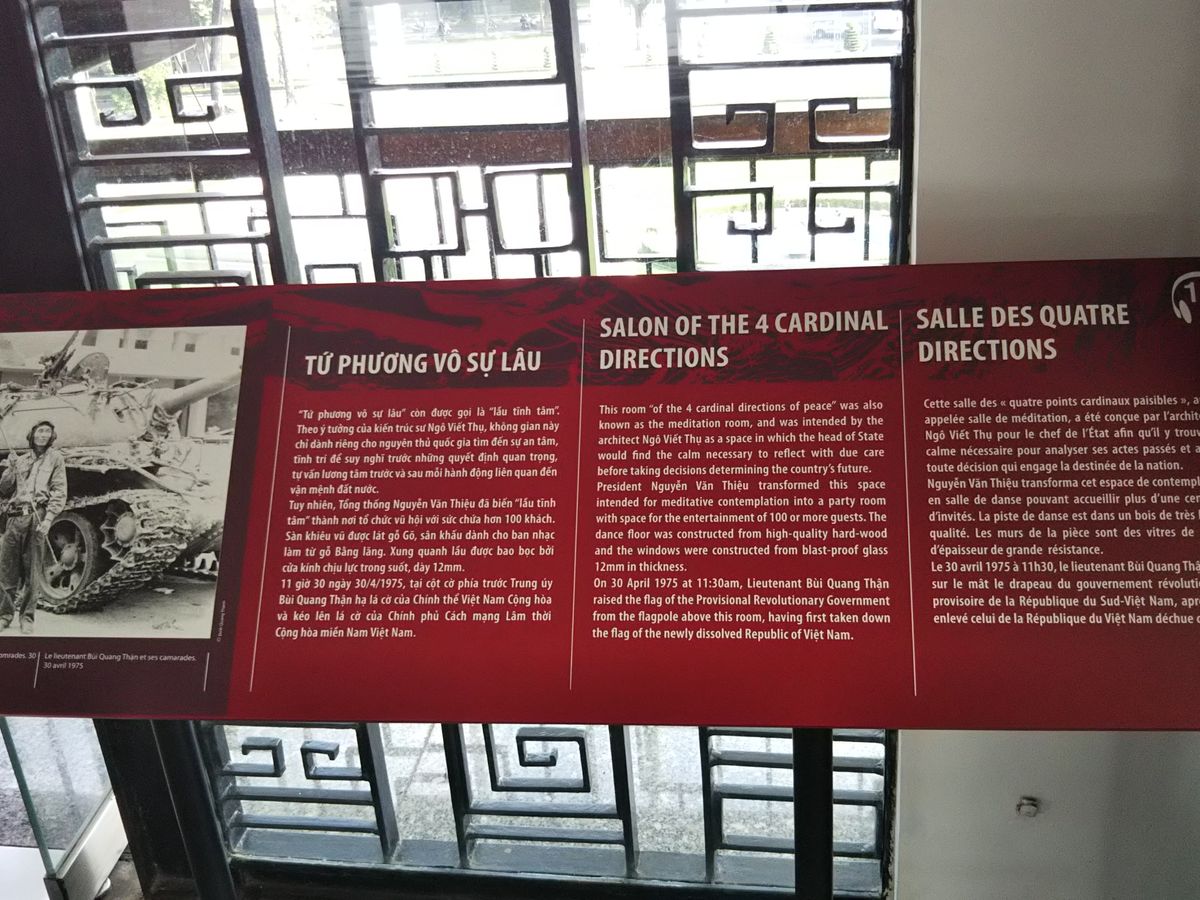 TỨ PHƯƠNG VÔ SỰ LÂU
"Tứ phương vô sự lâu" còn được gọi là "lầu tĩnh tâm".
Theo ý tưởng của kiến trúc sư Ngô Viết Thụ, không gian này
chỉ dành riêng cho nguyên thủ quốc gia tìm đến sự an tâm,
tĩnh trí để suy nghĩ trước những quyết định quan trọng,
tự vấn lương tâm trước và sau mỗi hành động liên quan đến
vận mệnh đất nước.
Tuy nhiên, Tổng thống Nguyễn Văn Thiệu đã biến "lầu tĩnh
tâm" thành nơi tổ chức vũ hội với sức chứa hơn 100 khách.
Sàn khiêu vũ được lát gỗ Gõ, sân khấu dành cho ban nhạc
làm từ gỗ Bằng lăng. Xung quanh lầu được bao bọc bởi
cửa kính chịu lực trong suốt, dày 12mm.
11 giờ 30 ngày 30/4/1975, tại cột cờ phía trước Trung úy
Bùi Quang Thận hạ lá cờ của Chính thể Việt Nam Cộng hòa
và kéo lên lá cờ của Chính phủ Cách mạng Lâm thời
Cộng hòa miền Nam Việt Nam.
SALON OF THE 4 CARDINAL
DIRECTIONS
This room "of the 4 cardinal directions of peace" was also
known as the meditation room, and was intended by the
architect Ngô Viết Thụ as a space in which the head of State
would find the calm necessary to reflect with due care
before taking decisions determining the country's future.
President Nguyễn Văn Thiệu transformed this space
intended for meditative contemplation into a party room
with space for the entertainment of 100 or more guests. The
dance floor was constructed from high-quality hard-wood
and the windows were constructed from blast-proof glass
12mm in thickness.
On 30 April 1975 at 11:30am, Lieutenant Bùi Quang Thận
raised the flag of the Provisional Revolutionary Government
from the flagpole above this room, having first taken down
the flag of the newly dissolved Republic of Việt Nam.
SALLE DES QUATRE
DIRECTIONS
Cette salle des « quatre points cardinaux paisibles »,
appelée salle de méditation, a été conçue par l'archite
Ngô Viết Thụ pour le chef de l'État afin qu'il y trouv
calme nécessaire pour analyser ses actes passés et a
toute décision qui engage la destinée de la nation.
Nguyễn Văn Thiệu transforma cet espace de contempl
en salle de danse pouvant accueillir plus d'une cen
d'invités. La piste de danse est dans un bois de très
qualité. Les murs de la pièce sont des vitres de
d'épaisseur de grande résistance.
Le 30 avril 1975 à 11h30, le lieutenant Bùi Quang Thận
sur le mât le drapeau du gouvernement révolution
provisoire de la République du Sud-Việt Nam, apr
enlevé celui de la République du Việt Nam déchue
1
omrades. 30
Le lieutenant Bùi Quang Thận et ses camarades.
30 avril 1975